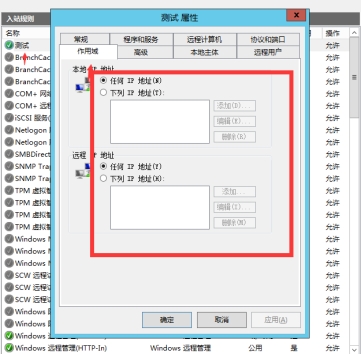 入站规则
测试 属性
名称
操作
测试
允许
BranchCac
允许
BranchCac
允许
BranchCac
允许
COM+ 网络
允许
COM+ 远程
允许
iSCSI 服务(
允许
Netlogon
允许
Netlogon
允许
SMBDirect
允许
SNMP Trap
允许
SNMP Trap
允许
TPM 虚拟智
允许
TPM 虚拟智
允许
TPM 虚拟智
允许
TPM 虚拟智
允许
Windows
允许
Windows
允许
Windows
允许
SCW 远程
允许
SCW 远程
允许
SCW 远程
允许
Windows
允许
Windows
允许
Windows
允许
Windows 远程管理(HTTP-In)
Windows 远程管理
公用
是
允许
常规
程序和服务
远程计算机
协议和端口
作用域
高级
本地主体
远程用户
本地 IP 地址
任何 IP 地址(N)
下列 IP 地址(T):
添加(D)...
编辑(E)...
删除(R)
远程 IP 地址
任何 IP 地址(Y)
下列 IP 地址(H):
添加
编辑(I)...
删除(M)
确定
取消
应用(A)